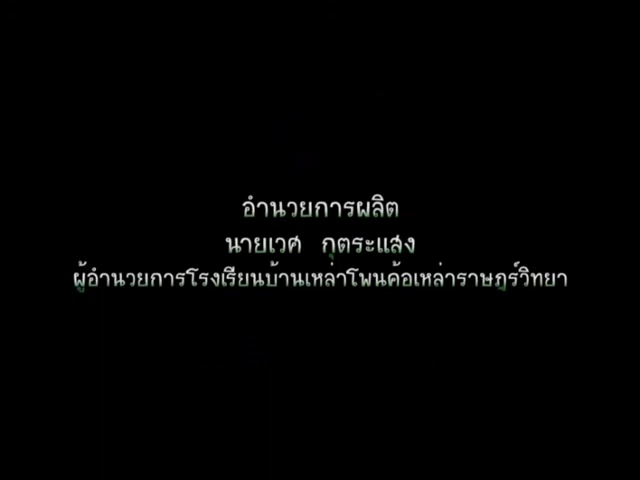 อำนวยการผลิต
นายเวศ กุตระแสง
ผู้อำนวยการโรงเรียนบ้านเหล่าโพนค้อเหล่าราษฎร์วิทยา